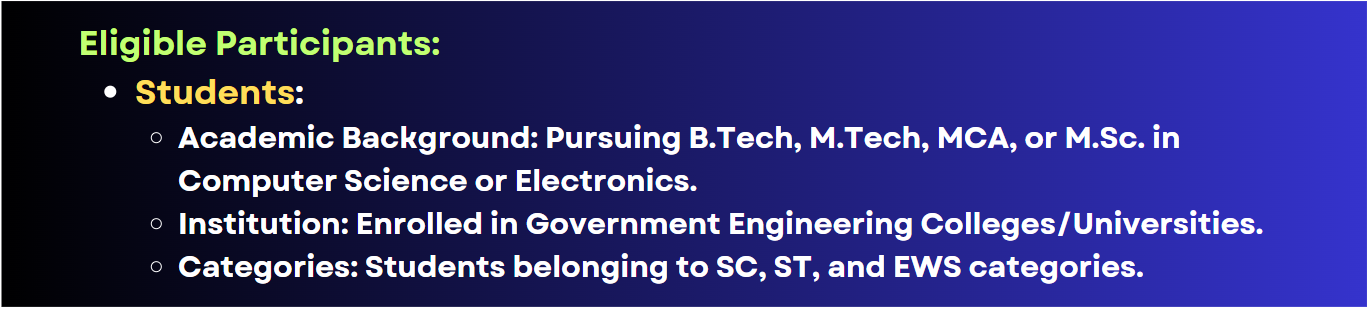 Eligible Participants:
• Students:
○ Academic Background: Pursuing B.Tech, M.Tech, MCA, or M.Sc. in
Computer Science or Electronics.
○ Institution: Enrolled in Government Engineering Colleges/Universities.
○ Categories: Students belonging to SC, ST, and EWS categories.